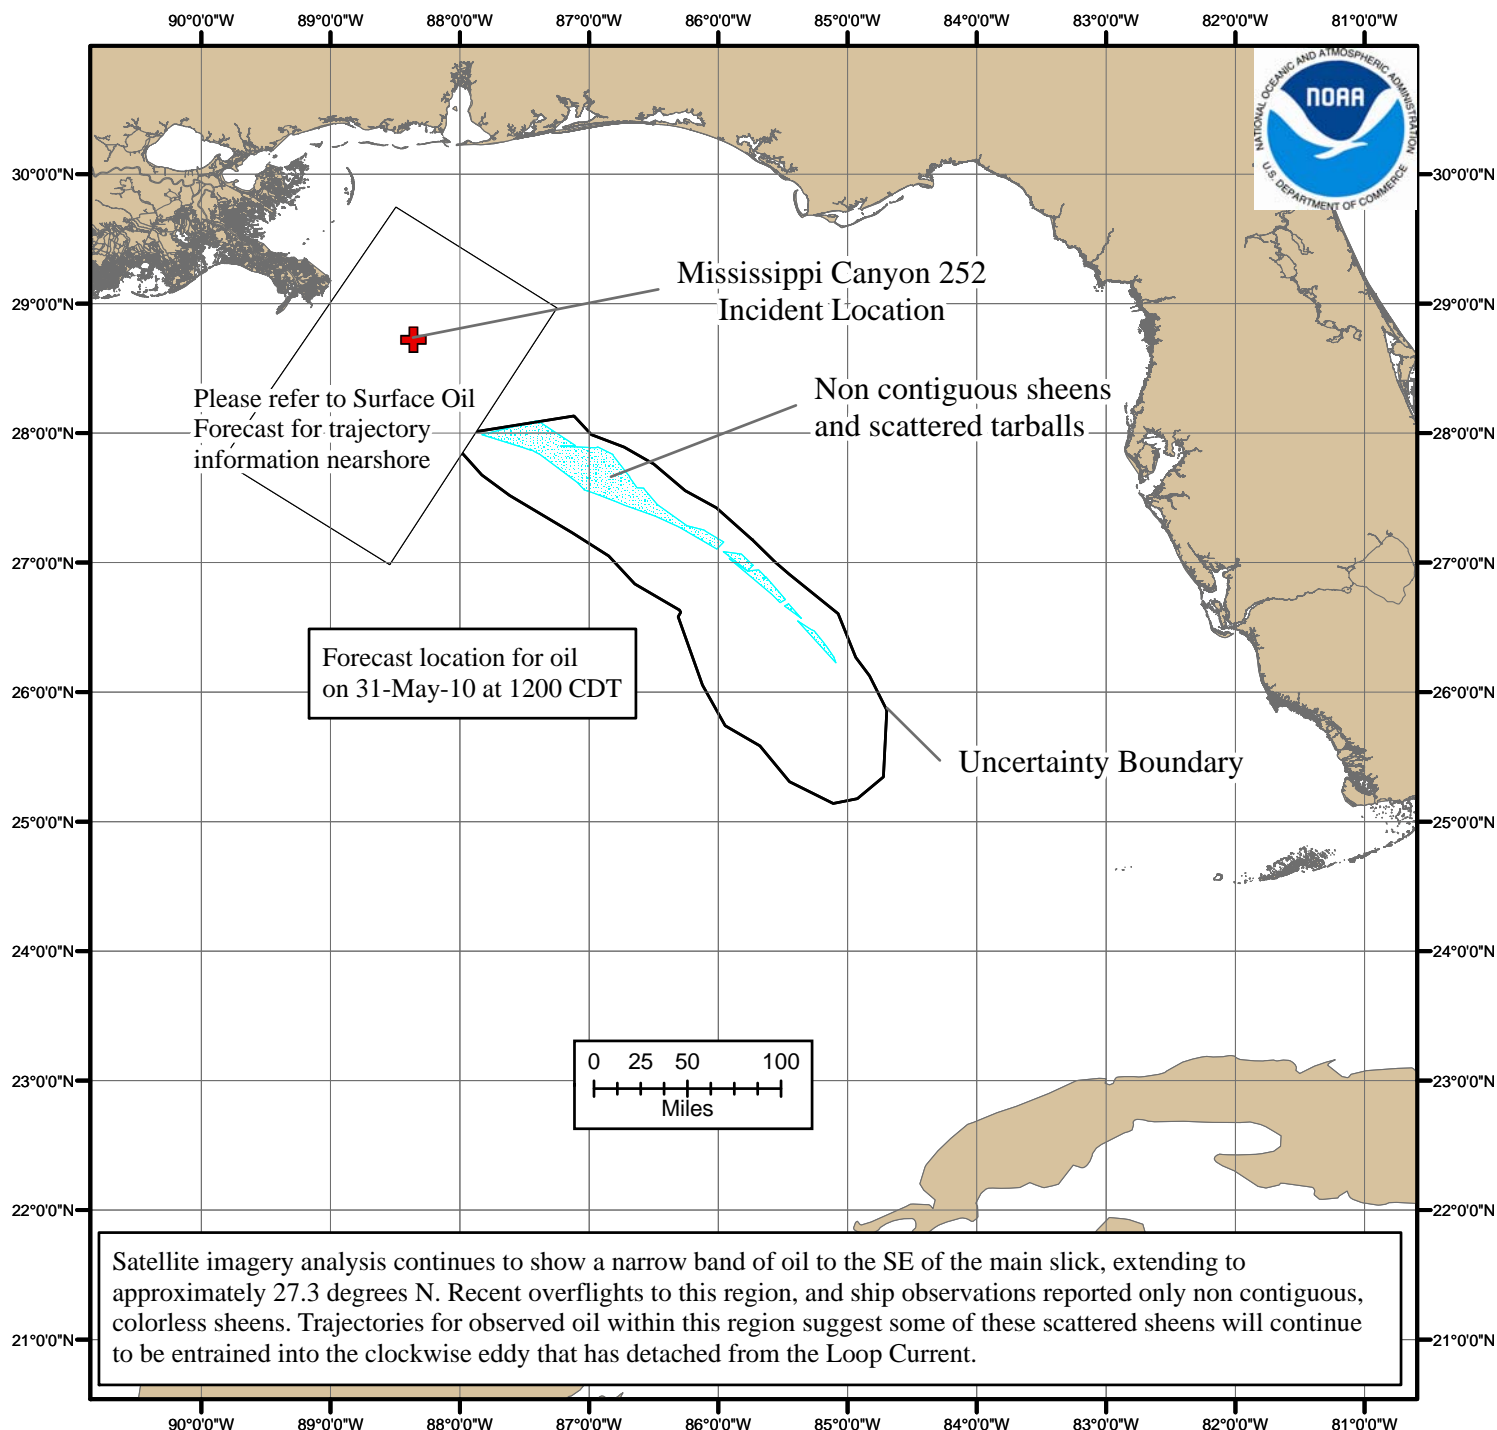 90°0'0"W 89°0'0"W 88°0'0"W 87°0'0"W 86°0'0"W 85°0'0"W 84°0'0"W 83°0'0"W 82°0'0"W 81°0'0"W
NATIONAL OCEANIC AND ATMOSPHERIC ADMINISTRATION
NOAA
U.S. DEPARTMENT OF COMMERCE
30°0'0"N 30°0'0"N
Mississippi Canyon 252
Incident Location
29°0'0"N 29°0'0"N
Non contiguous sheens
and scattered tarballs
Please refer to Surface Oil
Forecast for trajectory
information nearshore
28°0'0"N 28°0'0"N
27°0'0"N 27°0'0"N
Forecast location for oil
on 31-May-10 at 1200 CDT
26°0'0"N 26°0'0"N
Uncertainty Boundary
25°0'0"N 25°0'0"N
24°0'0"N 24°0'0"N
0 25 50 100
Miles
23°0'0"N 23°0'0"N
22°0'0"N 22°0'0"N
Satellite imagery analysis continues to show a narrow band of oil to the SE of the main slick, extending to
approximately 27.3 degrees N. Recent overflights to this region, and ship observations reported only non contiguous,
colorless sheens. Trajectories for observed oil within this region suggest some of these scattered sheens will continue
to be entrained into the clockwise eddy that has detached from the Loop Current.
21°0'0"N 21°0'0"N
90°0'0"W 89°0'0"W 88°0'0"W 87°0'0"W 86°0'0"W 85°0'0"W 84°0'0"W 83°0'0"W 82°0'0"W 81°0'0"W